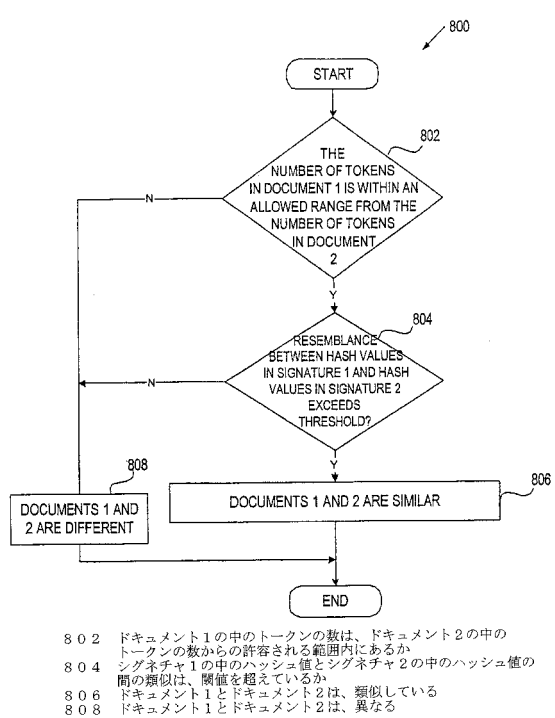 800
START
802
THE
NUMBER OF TOKENS
IN DOCUMENT 1 IS WITHIN AN
ALLOWED RANGE FROM THE
NUMBER OF TOKENS
IN DOCUMENT
2
N
Y
804
RESEMBLANCE
BETWEEN HASH VALUES
IN SIGNATURE 1 AND HASH
VALUES IN SIGNATURE 2
EXCEEDS
THRESHOLD?
N
Y
808
DOCUMENTS 1 AND
2 ARE DIFFERENT
806
DOCUMENTS 1 AND 2 ARE SIMILAR
END
802 ドキュメント1の中のトークンの数は、ドキュメント2の中の
トークンの数からの許容される範囲内にあるか
804 シグネチャ1の中のハッシュ値とシグネチャ2の中のハッシュ値の
間の類似は、閾値を超えているか
806 ドキュメント1とドキュメント2は、類似している
808 ドキュメント1とドキュメント2は、異なる